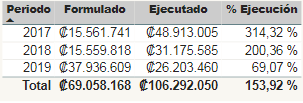 Periodo Formulado Ejecutado % Ejecución
2017 ₡15.561.741 ₡48.913.005 314,32 %
2018 ₡15.559.818 ₡31.175.585 200,36 %
2019 ₡37.936.609 ₡26.203.460 69,07 %
Total ₡69.058.168 ₡106.292.050 153,92 %